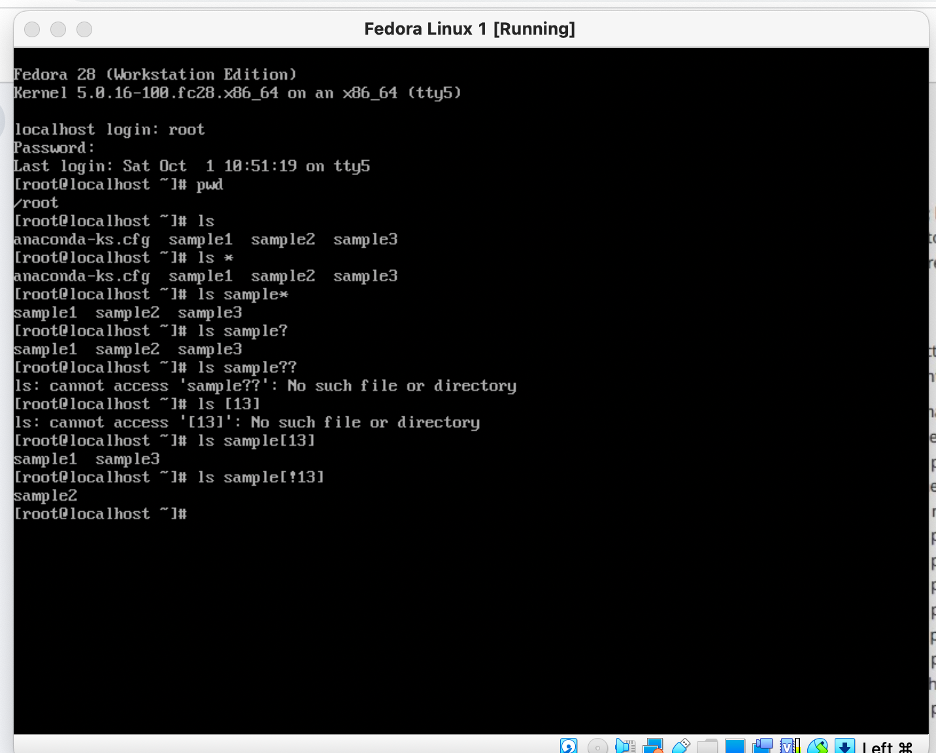 Fedora Linux 1 [Running]
Fedora 28 (Workstation Edition)
Kernel 5.0.16-100.fc28.x86_64 on an x86_64 (tty5)
localhost login: root
Password:
Last login: Sat Oct  1 10:51:19 on tty5
[root@localhost ~]# pwd
/root
[root@localhost ~]# ls
anaconda-ks.cfg  sample1  sample2  sample3
[root@localhost ~]# ls *
anaconda-ks.cfg  sample1  sample2  sample3
[root@localhost ~]# ls sample*
sample1  sample2  sample3
[root@localhost ~]# ls sample?
sample1  sample2  sample3
[root@localhost ~]# ls sample??
ls: cannot access 'sample??': No such file or directory
[root@localhost ~]# ls [13]
ls: cannot access '[13]': No such file or directory
[root@localhost ~]# ls sample[13]
sample1  sample3
[root@localhost ~]# ls sample[!13]
sample2
[root@localhost ~]#
Left ⌘